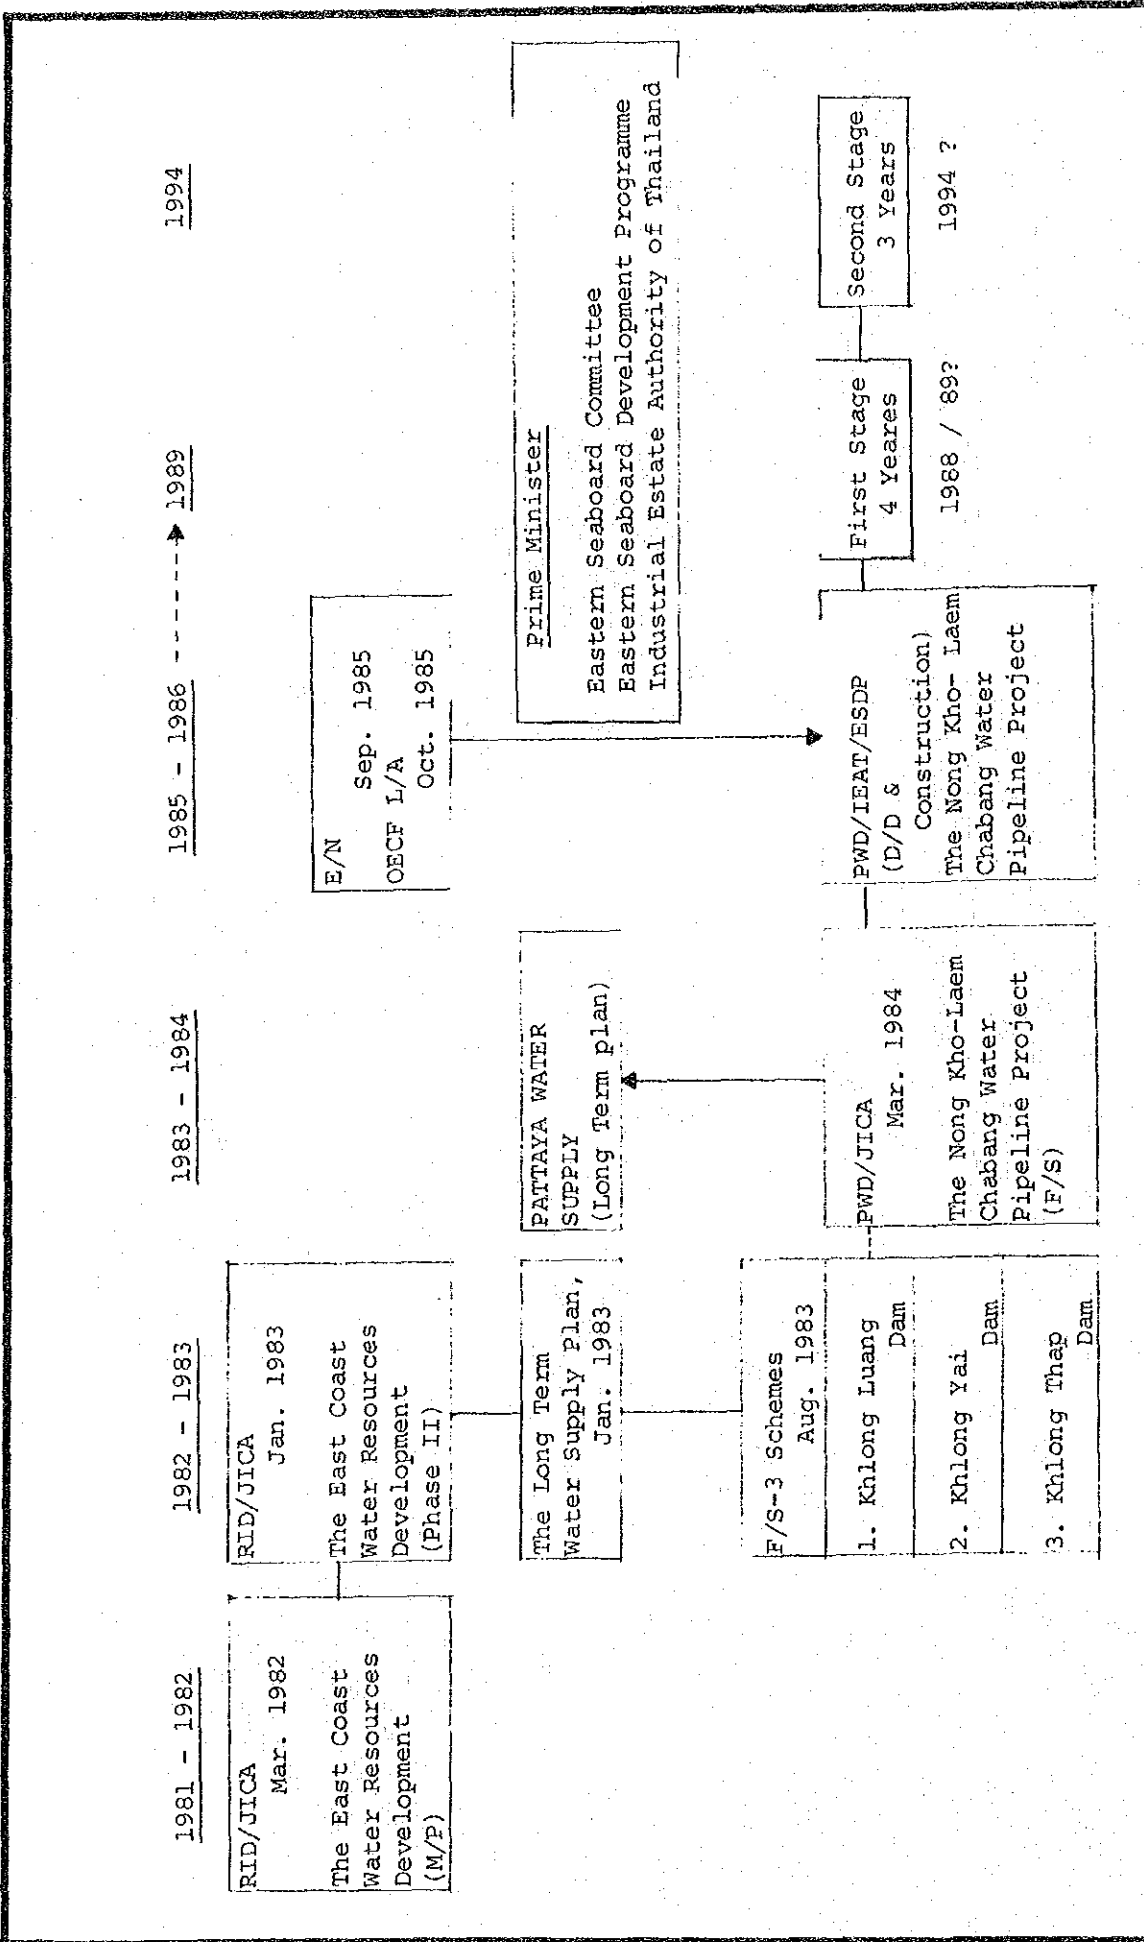 1981 - 1982
1982 - 1983
1983 - 1984
1985 - 1986
1989
1994
RID/JICA
Mar. 1982
The East Coast
Water Resources
Development
(M/P)
RID/JICA
Jan. 1983
The East Coast
Water Resources
Development
(Phase II)
E/N
Sep. 1985
OECF L/A
Oct. 1985
The Long Term
Water Supply Plan,
Jan. 1983
PATTAYA WATER
SUPPLY
(Long Term plan)
Prime Minister
Eastern Seaboard Committee
Eastern Seaboard Development Programme
Industrial Estate Authority of Thailand
F/S-3 Schemes
Aug. 1983
1. Khlong Luang
Dam
2. Khlong Yai
Dam
3. Khlong Thap
Dam
PWD/JICA
Mar. 1984
The Nong Kho-Laem
Chabang Water
Pipeline Project
(F/S)
PWD/IEAT/ESDP
(D/D &
Construction)
The Nong Kho- Laem
Chabang Water
Pipeline Project
First Stage
4 Yeares
1988 / 89?
Second Stage
3 Years
1994 ?